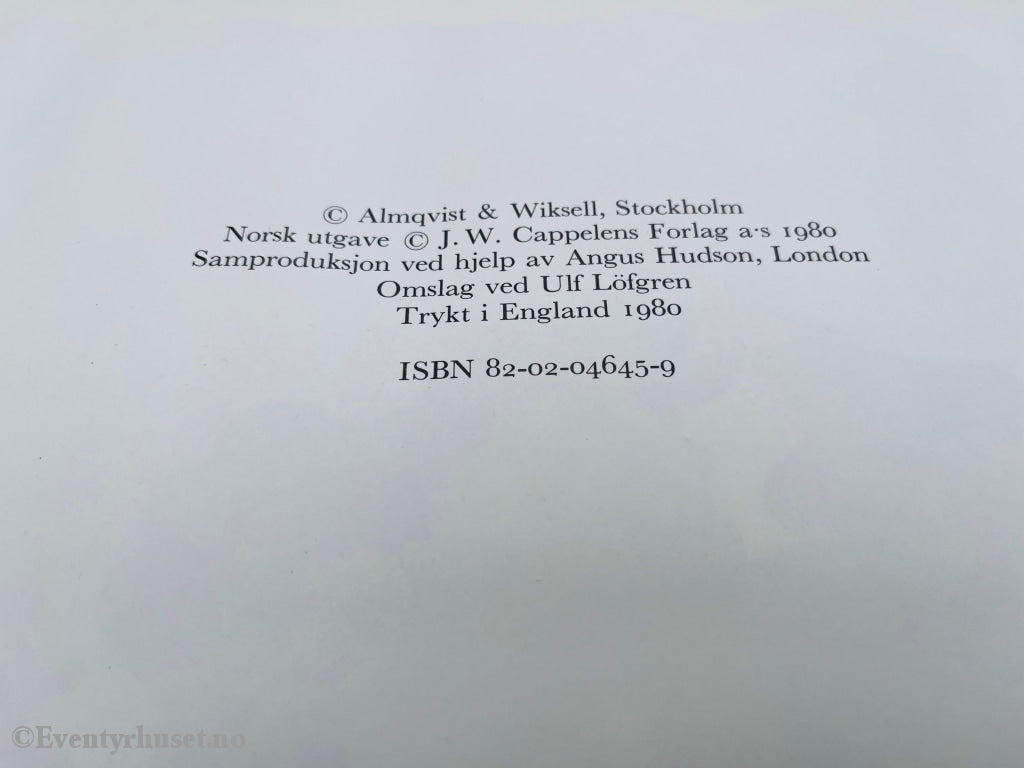 © Almqvist & Wiksell, Stockholm
Norsk utgave © J. W. Cappelens Forlag a·s 1980
Samproduksjon ved hjelp av Angus Hudson, London
Omslag ved Ulf Löfgren
Trykt i England 1980
ISBN 82-02-04645-9
©Eventyrhuset.no